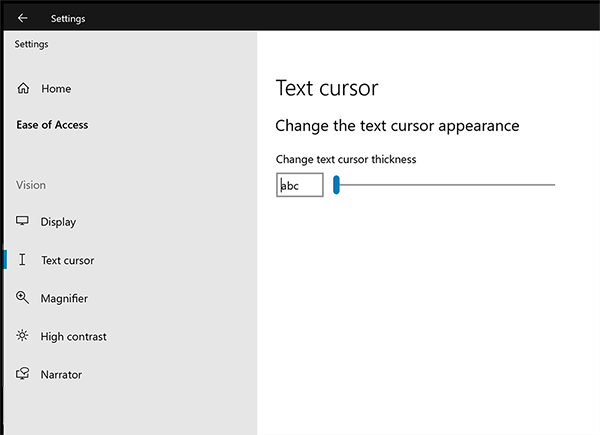 Settings
Settings
Home
Ease of Access
Vision
Display
Text cursor
Magnifier
High contrast
Narrator
Text cursor
Change the text cursor appearance
Change text cursor thickness
abc